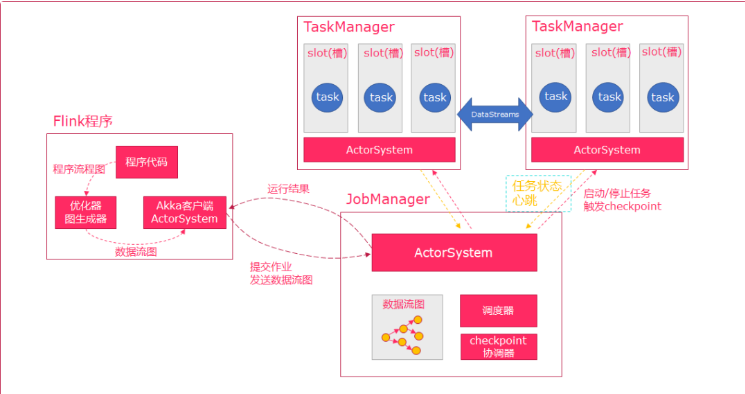 TaskManager
slot(槽)
slot(槽)
slot(槽)
task
task
task
ActorSystem
DataStreams
TaskManager
slot(槽)
slot(槽)
slot(槽)
task
task
task
ActorSystem
Flink程序
程序流程图
程序代码
优化器
图生成器
Akka客户端
ActorSystem
数据流图
运行结果
提交作业
发送数据流图
任务状态
心跳
启动/停止任务
触发checkpoint
JobManager
ActorSystem
数据流图
调度器
checkpoint
协调器